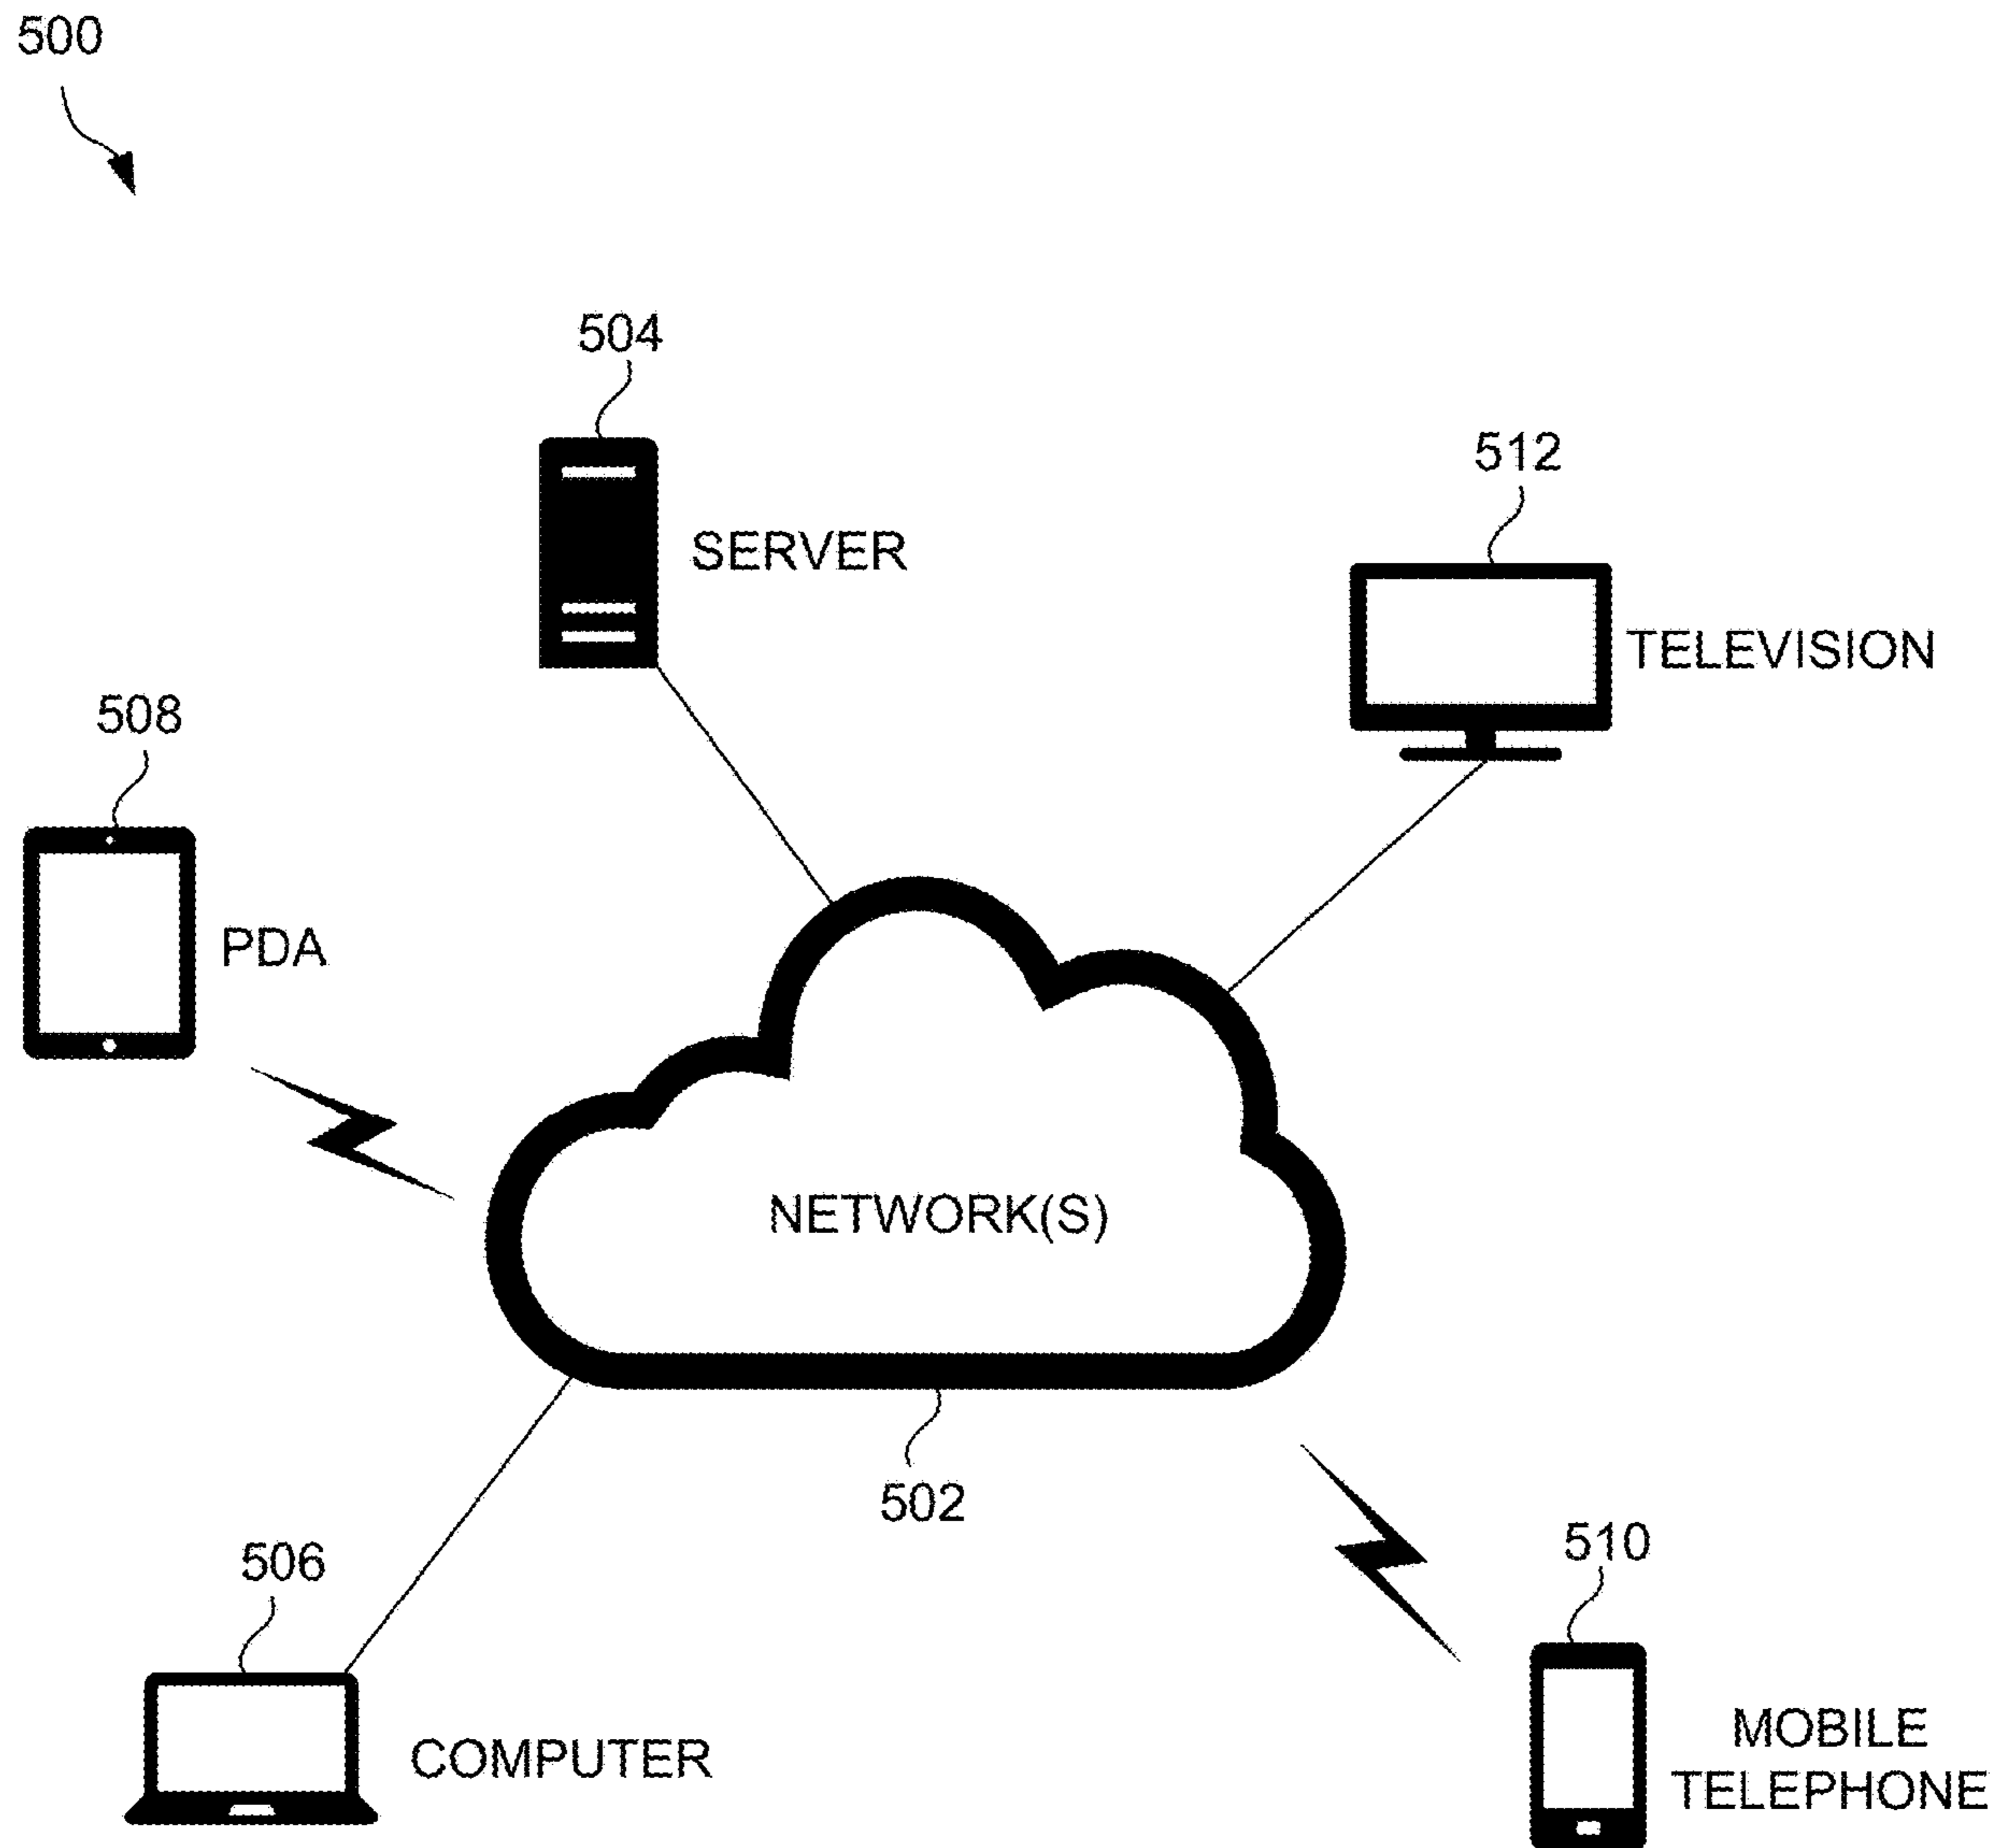 500
504
SERVER
512
TELEVISION
508
PDA
NETWORK(S)
502
506
COMPUTER
510
MOBILE
TELEPHONE